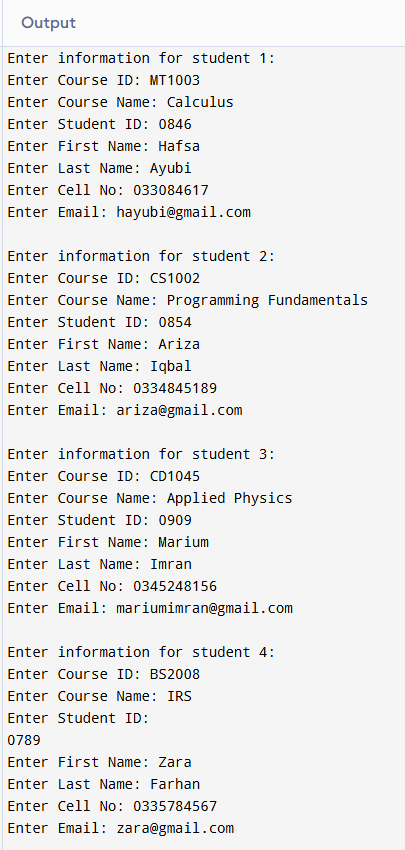 Output
Enter information for student 1:
Enter Course ID: MT1003
Enter Course Name: Calculus
Enter Student ID: 0846
Enter First Name: Hafsa
Enter Last Name: Ayubi
Enter Cell No: 033084617
Enter Email: hayubi@gmail.com

Enter information for student 2:
Enter Course ID: CS1002
Enter Course Name: Programming Fundamentals
Enter Student ID: 0854
Enter First Name: Ariza
Enter Last Name: Iqbal
Enter Cell No: 0334845189
Enter Email: ariza@gmail.com

Enter information for student 3:
Enter Course ID: CD1045
Enter Course Name: Applied Physics
Enter Student ID: 0909
Enter First Name: Marium
Enter Last Name: Imran
Enter Cell No: 0345248156
Enter Email: mariumimran@gmail.com

Enter information for student 4:
Enter Course ID: BS2008
Enter Course Name: IRS
Enter Student ID:
0789
Enter First Name: Zara
Enter Last Name: Farhan
Enter Cell No: 0335784567
Enter Email: zara@gmail.com